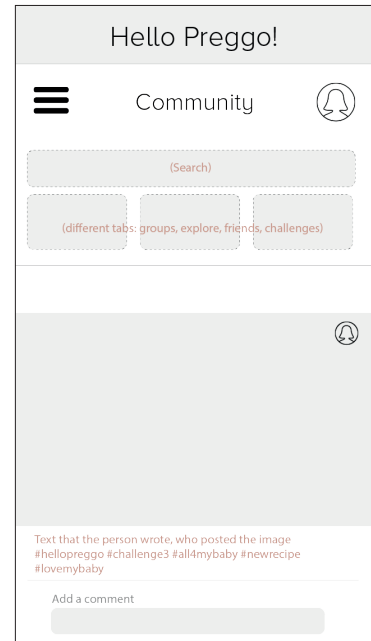 Hello Preggo!
Community
(Search)
(different tabs: groups, explore, friends, challenges)
Text that the person wrote, who posted the image
#hellopreggo #challenge3 #all4mybaby #newrecipe
#lovemybaby
Add a comment